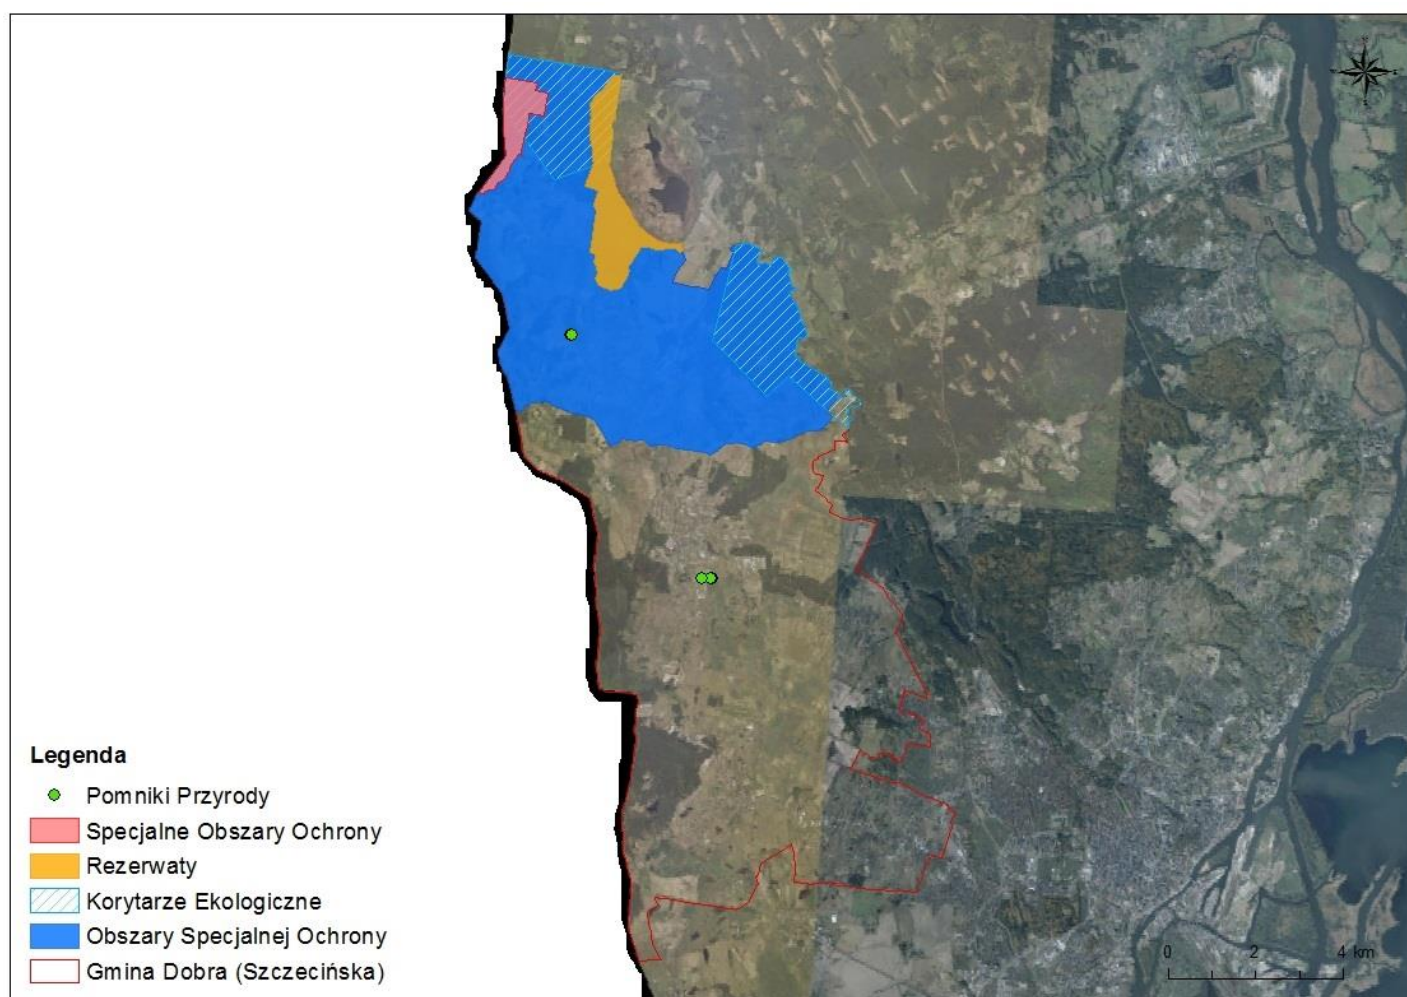 Legenda
Pomniki Przyrody
Specjalne Obszary Ochrony
Rezerwaty
Korytarze Ekologiczne
Obszary Specjalnej Ochrony
Gmina Dobra (Szczecińska)
0 2 4 km